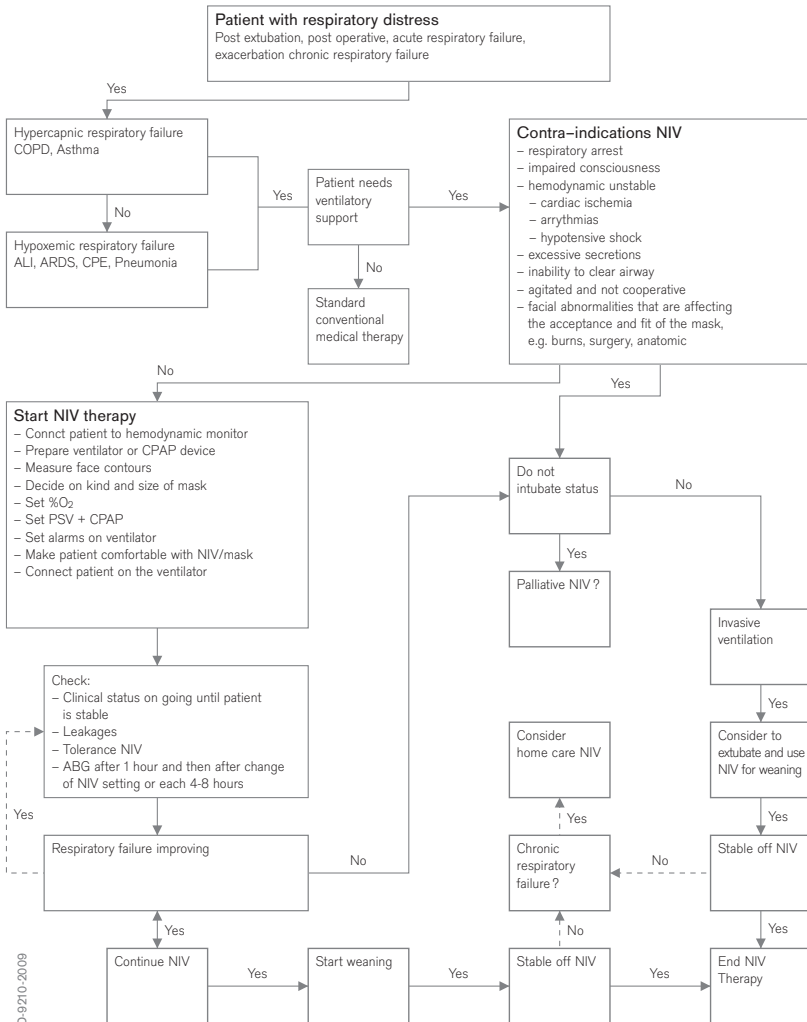 Patient with respiratory distress
Post extubation, post operative, acute respiratory failure,
exacerbation chronic respiratory failure
Yes
Hypercapnic respiratory failure
COPD, Asthma
No
Hypoxemic respiratory failure
ALI, ARDS, CPE, Pneumonia
Yes
Patient needs
ventilatory
support
No
Standard
conventional
medical therapy
Yes
Contra-indications NIV
– respiratory arrest
– impaired consciousness
– hemodynamic unstable
– cardiac ischemia
– arrythmias
– hypotensive shock
– excessive secretions
– inability to clear airway
– agitated and not cooperative
– facial abnormalities that are affecting
the acceptance and fit of the mask,
e.g. burns, surgery, anatomic
No
Yes
Start NIV therapy
– Connct patient to hemodynamic monitor
– Prepare ventilator or CPAP device
– Measure face contours
– Decide on kind and size of mask
– Set %O₂
– Set PSV + CPAP
– Set alarms on ventilator
– Make patient comfortable with NIV/mask
– Connect patient on the ventilator
Do not
intubate status
No
Yes
Palliative NIV ?
Invasive
ventilation
Yes
Check:
– Clinical status on going until patient
is stable
– Leakages
– Tolerance NIV
– ABG after 1 hour and then after change
of NIV setting or each 4-8 hours
Consider
home care NIV
Consider to
extubate and use
NIV for weaning
Yes
Yes
Yes
Respiratory failure improving
No
Chronic
respiratory
failure ?
No
Stable off NIV
Yes
No
Yes
Continue NIV
Yes
Start weaning
Yes
Stable off NIV
Yes
End NIV
Therapy
0-9210-2009